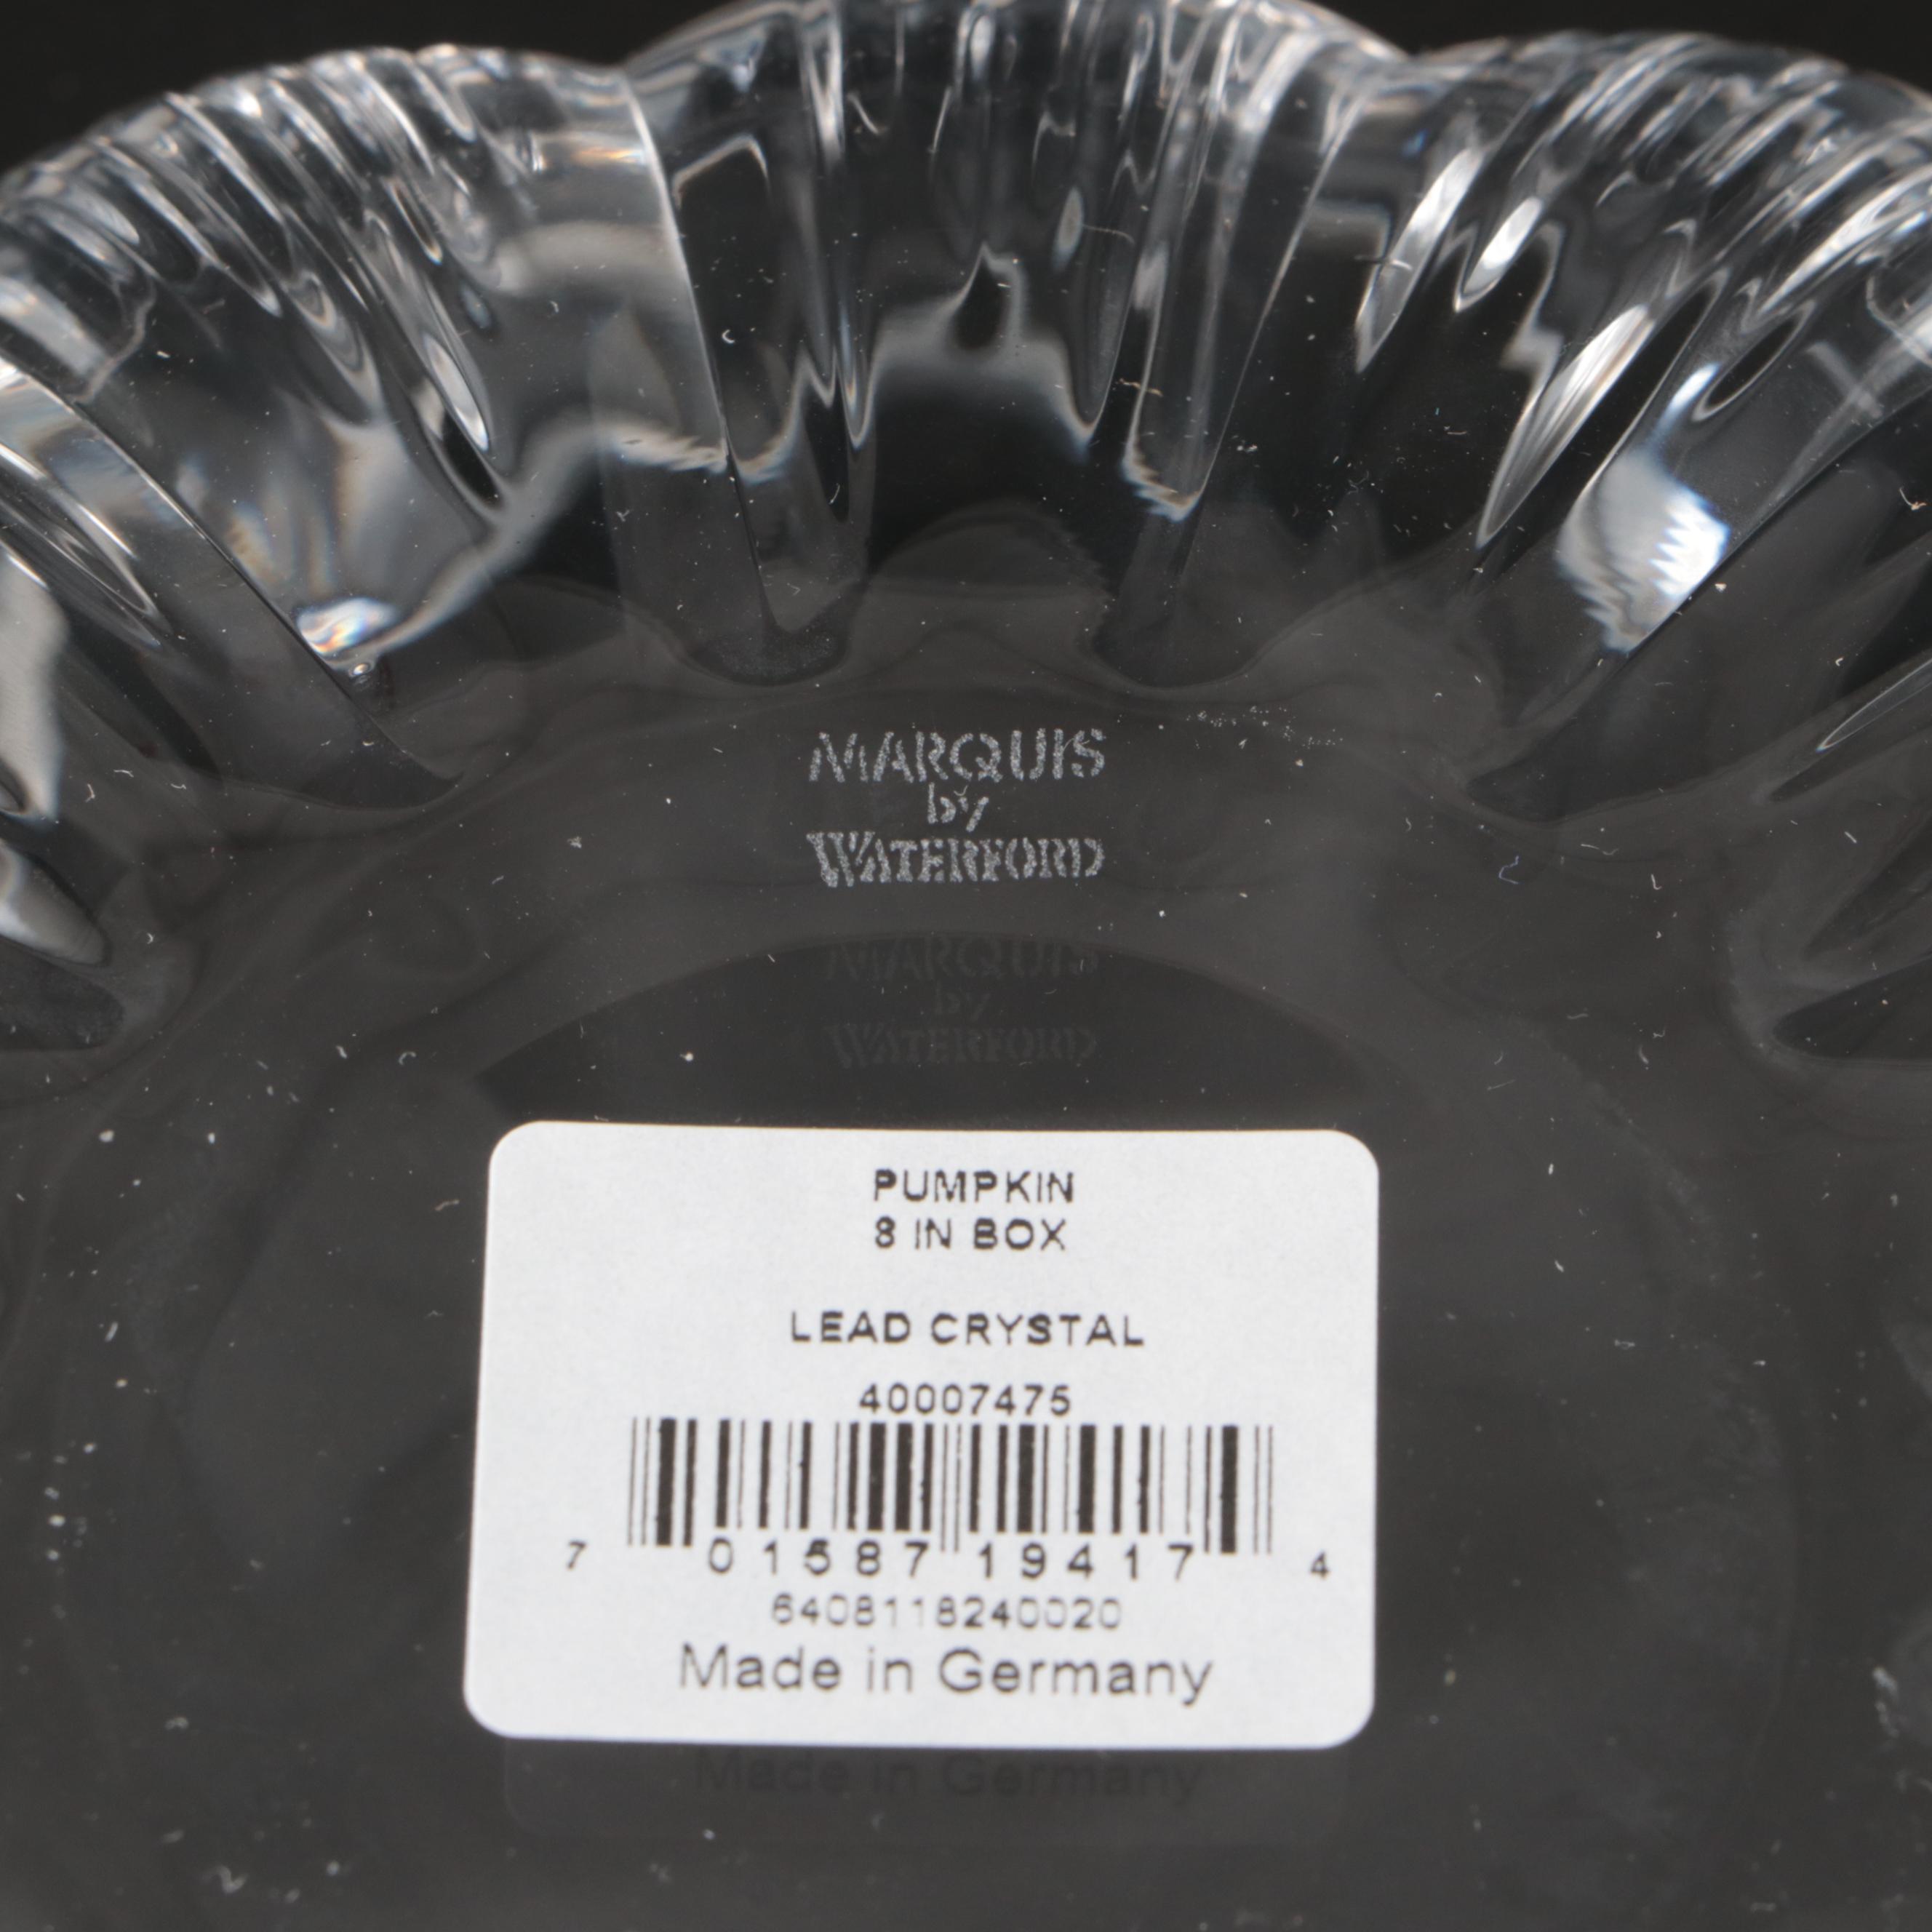 MARQUIS
by
WATERFORD
MARQUIS
by
WATERFORD
PUMPKIN
8 IN BOX
LEAD CRYSTAL
40007475
7 01587 19417 4
6408118240020
Made in Germany
Made in Germany